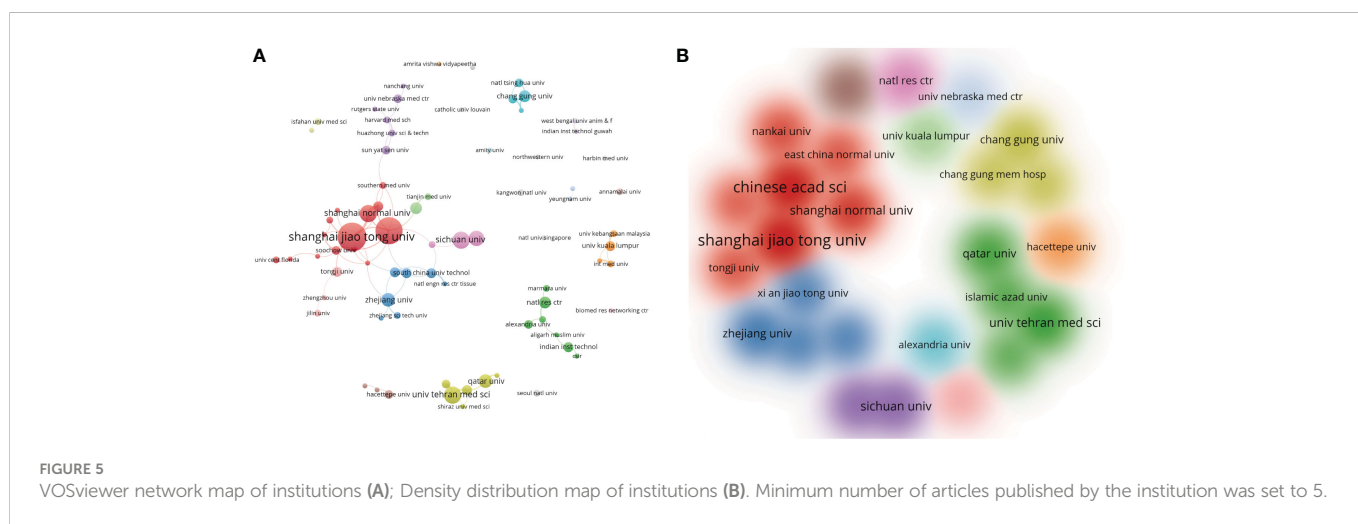 A
amrita vishwa vidyapeetha
nanchang univ
univ nebraska med ctr
rutgers state univ
harvard med sch
huazhong univ sci & techn
sun yat sen univ
isfahan univ med sci
catholic univ louvain
natl tsing hua univ
chang gung univ
west bengal univ anim & f
indian inst technol guwah
amity univ
northwestern univ
harbin med univ
southern med univ
tianjin med univ
kangwon natl univ
yeungnam univ
annamalai univ
shanghai normal univ
shanghai jiao tong univ
sichuan univ
natl univ singapore
univ kebangsaan malaysia
univ kuala lumpur
int med univ
soochow univ
univ cent florida
tongji univ
south china univ technol
natl engn res ctr tissue
zhengzhou univ
zhejiang univ
jilin univ
zhejiang sci tech univ
marmara univ
natl res ctr
biomed res networking ctr
alexandria univ
aligarh muslim univ
indian inst technol
csir
qatar univ
hacettepe univ
univ tehran med sci
shiraz univ med sci
seoul natl univ
B
natl res ctr
univ nebraska med ctr
nankai univ
univ kuala lumpur
chang gung univ
east china normal univ
chang gung mem hosp
chinese acad sci
shanghai normal univ
shanghai jiao tong univ
hacettepe univ
qatar univ
tongji univ
xi an jiao tong univ
islamic azad univ
zhejiang univ
univ tehran med sci
alexandria univ
sichuan univ
FIGURE 5
VOSviewer network map of institutions (A); Density distribution map of institutions (B). Minimum number of articles published by the institution was set to 5.